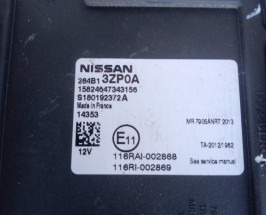 NISSAN
284B1 3ZP0A
15824647343156
S180192372A
Made in France
14353
MR 7905ANRT 2013
12V
E11
TA-2012/1982
116RAI-002868
116RI-002869
See service manual